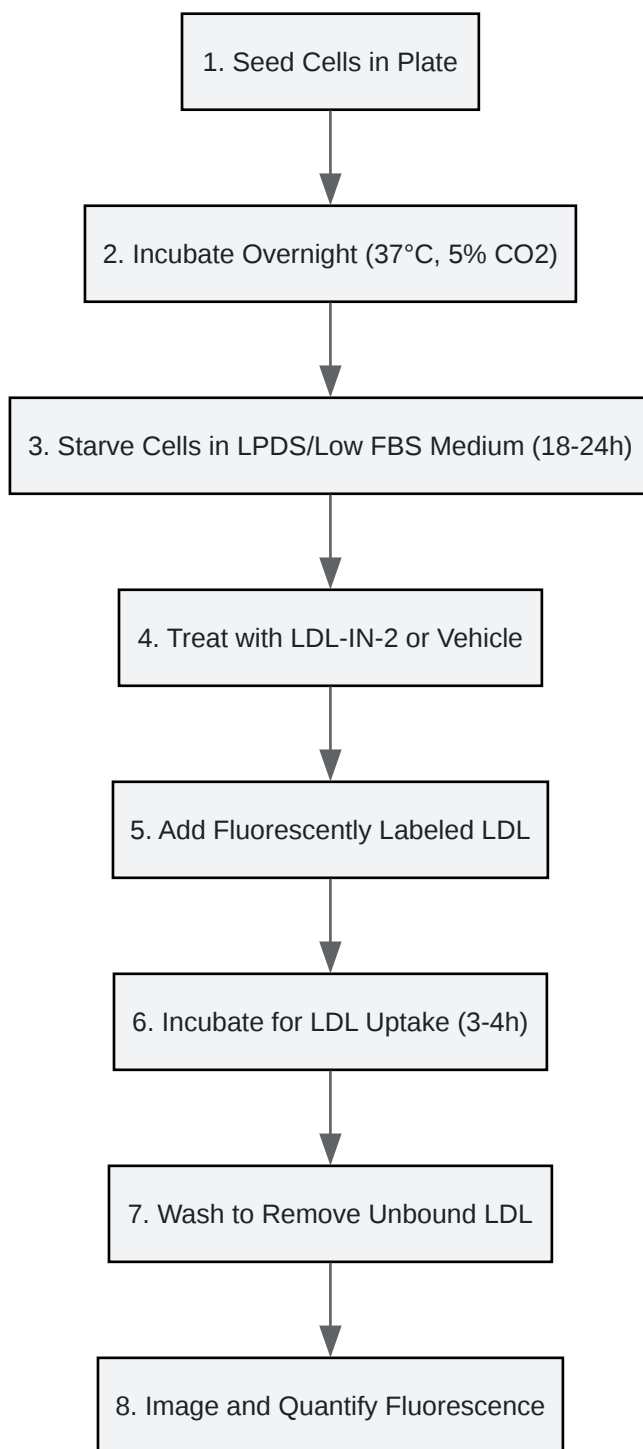 1. Seed Cells in Plate
2. Incubate Overnight (37°C, 5% CO2)
3. Starve Cells in LPDS/Low FBS Medium (18-24h)
4. Treat with LDL-IN-2 or Vehicle
5. Add Fluorescently Labeled LDL
6. Incubate for LDL Uptake (3-4h)
7. Wash to Remove Unbound LDL
8. Image and Quantify Fluorescence